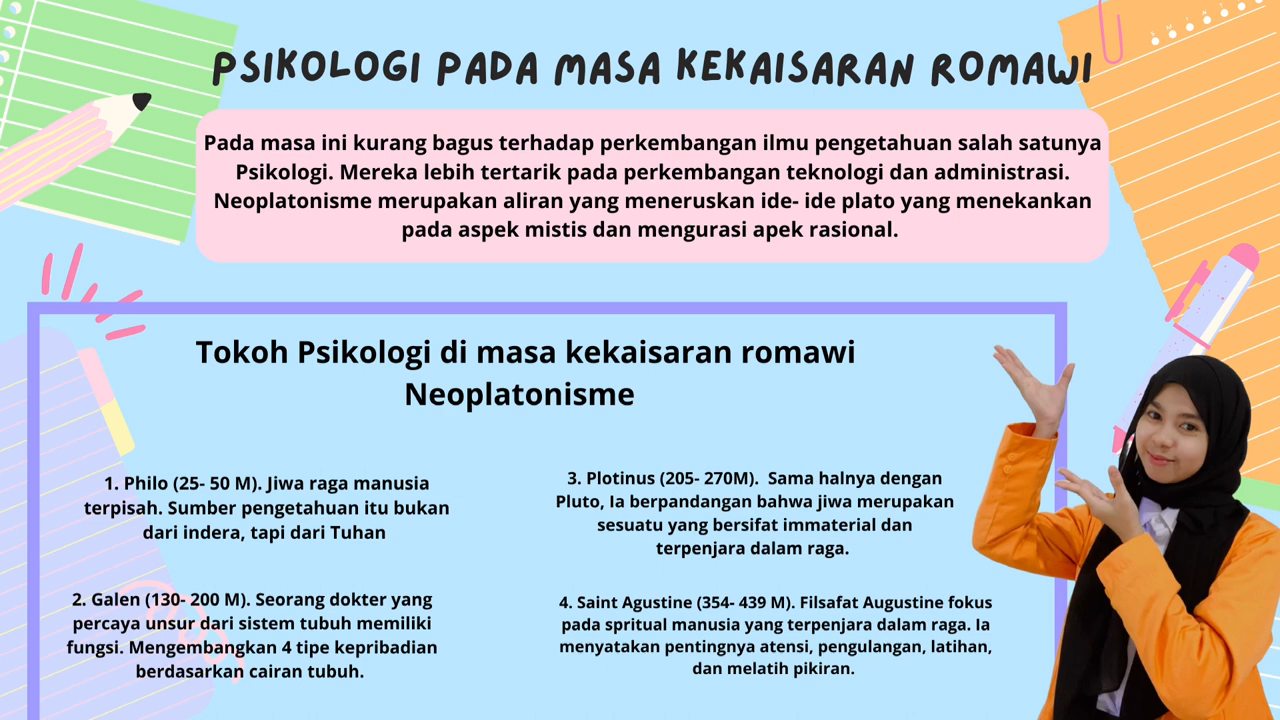 PSIKOLOGI PADA MASA KEKAISARAN ROMAWI
Pada masa ini kurang bagus terhadap perkembangan ilmu pengetahuan salah satunya
Psikologi. Mereka lebih tertarik pada perkembangan teknologi dan administrasi.
Neoplatonisme merupakan aliran yang meneruskan ide- ide plato yang menekankan
pada aspek mistis dan mengurasi apek rasional.
Tokoh Psikologi di masa kekaisaran romawi
Neoplatonisme
1. Philo (25- 50 M). Jiwa raga manusia
terpisah. Sumber pengetahuan itu bukan
dari indera, tapi dari Tuhan
2. Galen (130- 200 M). Seorang dokter yang
percaya unsur dari sistem tubuh memiliki
fungsi. Mengembangkan 4 tipe kepribadian
berdasarkan cairan tubuh.
3. Plotinus (205- 270M). Sama halnya dengan
Pluto, Ia berpandangan bahwa jiwa merupakan
sesuatu yang bersifat immaterial dan
terpenjara dalam raga.
4. Saint Agustine (354- 439 M). Filsafat Augustine fokus
pada spritual manusia yang terpenjara dalam raga. Ia
menyatakan pentingnya atensi, pengulangan, latihan,
dan melatih pikiran.